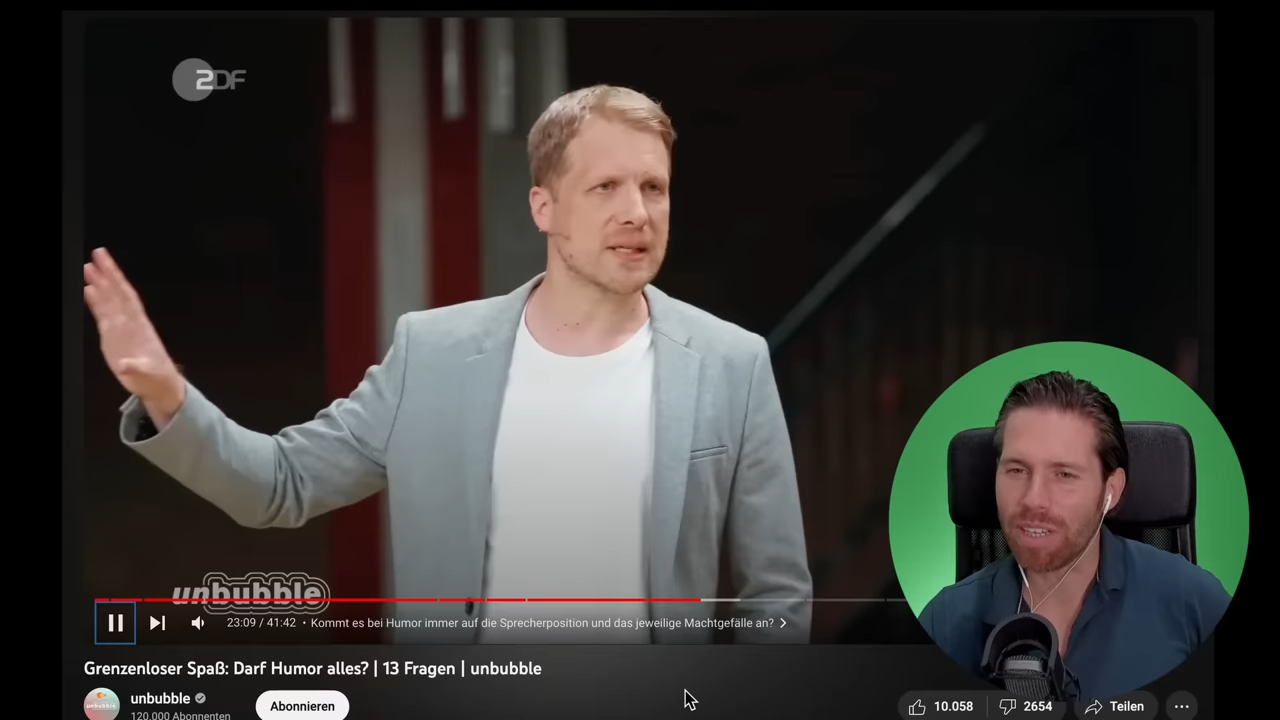 2DF
unbubble
23:09 / 41:42 • Kommt es bei Humor immer auf die Sprecherposition und das jeweilige Machtgefälle an?
Grenzenloser Spaß: Darf Humor alles? | 13 Fragen | unbubble
unbubble
120.000 Abonnenten
Abonnieren
10.058
2654
Teilen